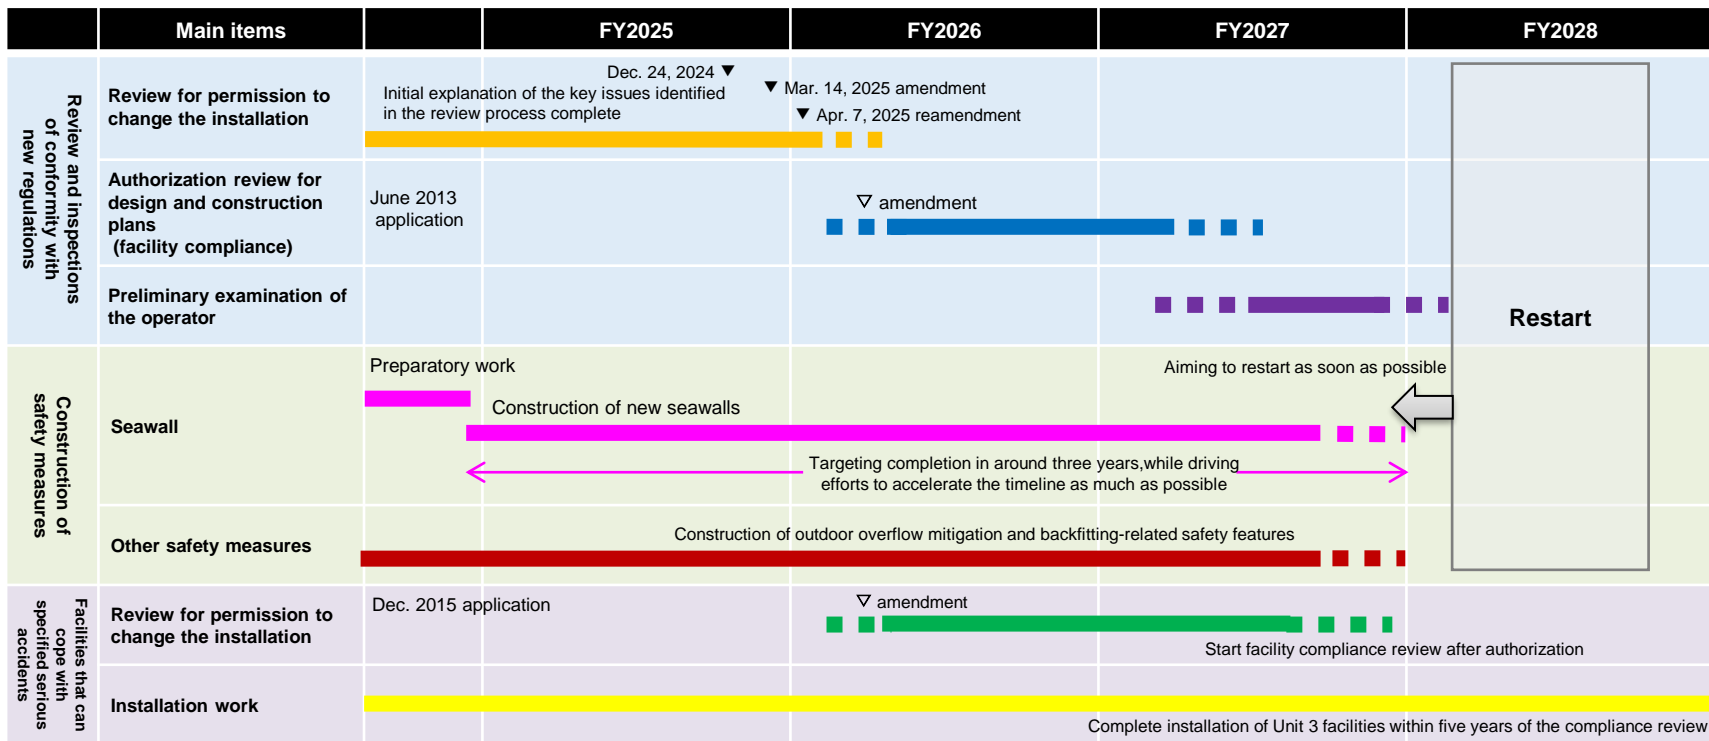 Main items
FY2025
FY2026
FY2027
FY2028
Review and inspections
of conformity with
new regulations
Review for permission to
change the installation
Dec. 24, 2024 ▼
Initial explanation of the key issues identified
in the review process complete
▼ Mar. 14, 2025 amendment
▼ Apr. 7, 2025 reamendment
Authorization review for
design and construction
plans
(facility compliance)
June 2013
application
▽ amendment
Preliminary examination of
the operator
Restart
Construction of
safety measures
Seawall
Preparatory work
Construction of new seawalls
Aiming to restart as soon as possible
Targeting completion in around three years,while driving
efforts to accelerate the timeline as much as possible
Other safety measures
Construction of outdoor overflow mitigation and backfitting-related safety features
Facilities that can
cope with
specified serious
accidents
Review for permission to
change the installation
Dec. 2015 application
▽ amendment
Start facility compliance review after authorization
Installation work
Complete installation of Unit 3 facilities within five years of the compliance review